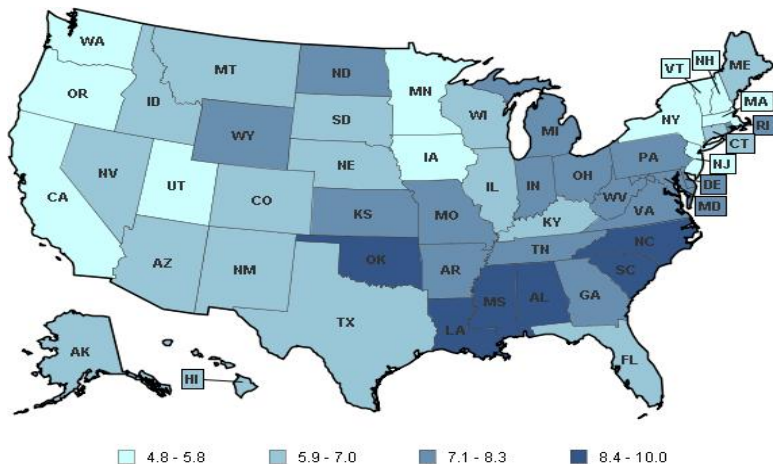 WA
OR
CA
NV
ID
MT
WY
UT
AZ
CO
NM
ND
SD
NE
KS
OK
TX
MN
IA
MO
AR
LA
WI
IL
MI
IN
OH
KY
TN
MS
AL
GA
FL
SC
NC
VA
WV
PA
NY
VT
NH
ME
MA
RI
CT
NJ
DE
MD
AK
HI
4.8 - 5.8
5.9 - 7.0
7.1 - 8.3
8.4 - 10.0